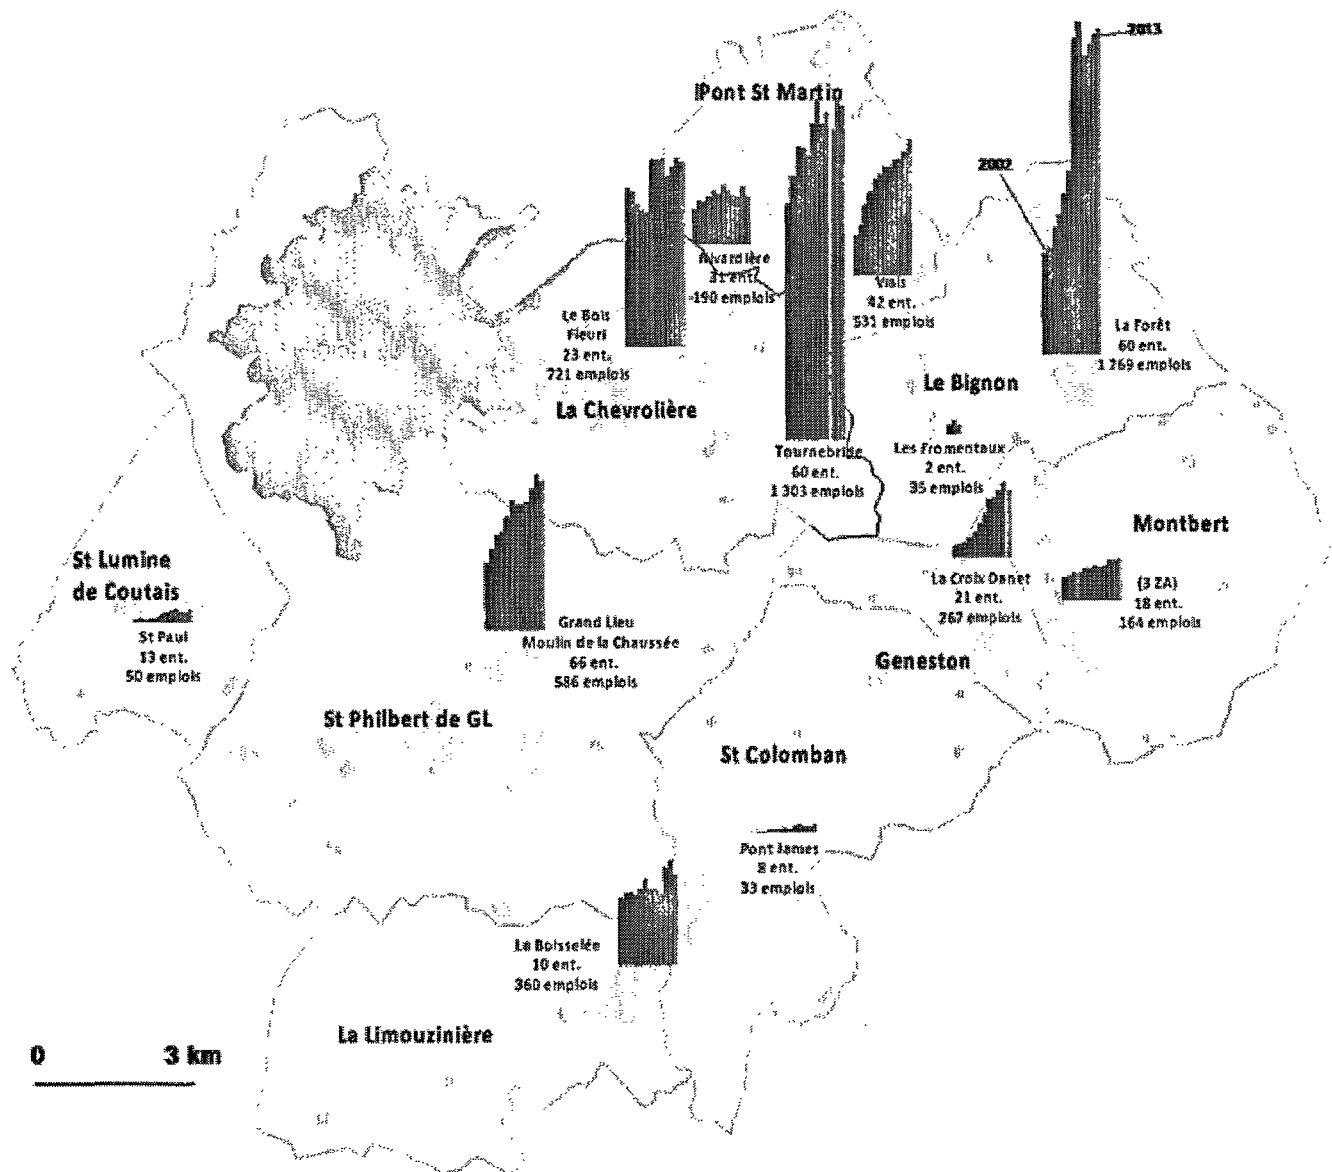 2013
Pont St Martin
2002
Rivardière
31 ent.
190 emplois
Viais
42 ent.
531 emplois
Le Bois
Fleuri
23 ent.
721 emplois
La Forêt
60 ent.
1 269 emplois
Le Bignon
La Chevrolière
Tournebride
60 ent.
1 303 emplois
Les Fromentaux
2 ent.
35 emplois
Montbert
St Lumine
de Coutais
La Croix Danet
21 ent.
267 emplois
(3 ZA)
18 ent.
164 emplois
St Paul
13 ent.
50 emplois
Grand Lieu
Moulin de la Chaussée
66 ent.
586 emplois
Geneston
St Philbert de GL
St Colomban
Pont James
8 ent.
33 emplois
La Boisselée
10 ent.
360 emplois
La Limouzinière
0 3 km